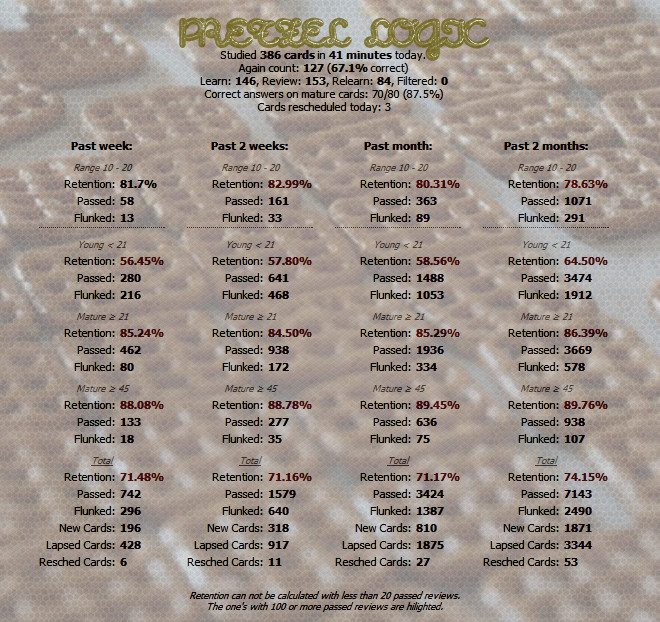 PRETZEL LOGIC
Studied 386 cards in 41 minutes today.
Again count: 127 (67.1% correct)
Learn: 146, Review: 153, Relearn: 84, Filtered: 0
Correct answers on mature cards: 70/80 (87.5%)
Cards rescheduled today: 3
Past week: Past 2 weeks: Past month: Past 2 months:
Range 10 - 20 Range 10 - 20 Range 10 - 20 Range 10 - 20
Retention: 81.7% Retention: 82.99% Retention: 80.31% Retention: 78.63%
Passed: 58 Passed: 161 Passed: 363 Passed: 1071
Flunked: 13 Flunked: 33 Flunked: 89 Flunked: 291
Young < 21 Young < 21 Young < 21 Young < 21
Retention: 56.45% Retention: 57.80% Retention: 58.56% Retention: 64.50%
Passed: 280 Passed: 641 Passed: 1488 Passed: 3474
Flunked: 216 Flunked: 468 Flunked: 1053 Flunked: 1912
Mature ≥ 21 Mature ≥ 21 Mature ≥ 21 Mature ≥ 21
Retention: 85.24% Retention: 84.50% Retention: 85.29% Retention: 86.39%
Passed: 462 Passed: 938 Passed: 1936 Passed: 3669
Flunked: 80 Flunked: 172 Flunked: 334 Flunked: 578
Mature ≥ 45 Mature ≥ 45 Mature ≥ 45 Mature ≥ 45
Retention: 88.08% Retention: 88.78% Retention: 89.45% Retention: 89.76%
Passed: 133 Passed: 277 Passed: 636 Passed: 938
Flunked: 18 Flunked: 35 Flunked: 75 Flunked: 107
Total Total Total Total
Retention: 71.48% Retention: 71.16% Retention: 71.17% Retention: 74.15%
Passed: 742 Passed: 1579 Passed: 3424 Passed: 7143
Flunked: 296 Flunked: 640 Flunked: 1387 Flunked: 2490
New Cards: 196 New Cards: 318 New Cards: 810 New Cards: 1871
Lapsed Cards: 428 Lapsed Cards: 917 Lapsed Cards: 1875 Lapsed Cards: 3344
Resched Cards: 6 Resched Cards: 11 Resched Cards: 27 Resched Cards: 53
Retention can not be calculated with less than 20 passed reviews.
The one's with 100 or more passed reviews are hilighted.